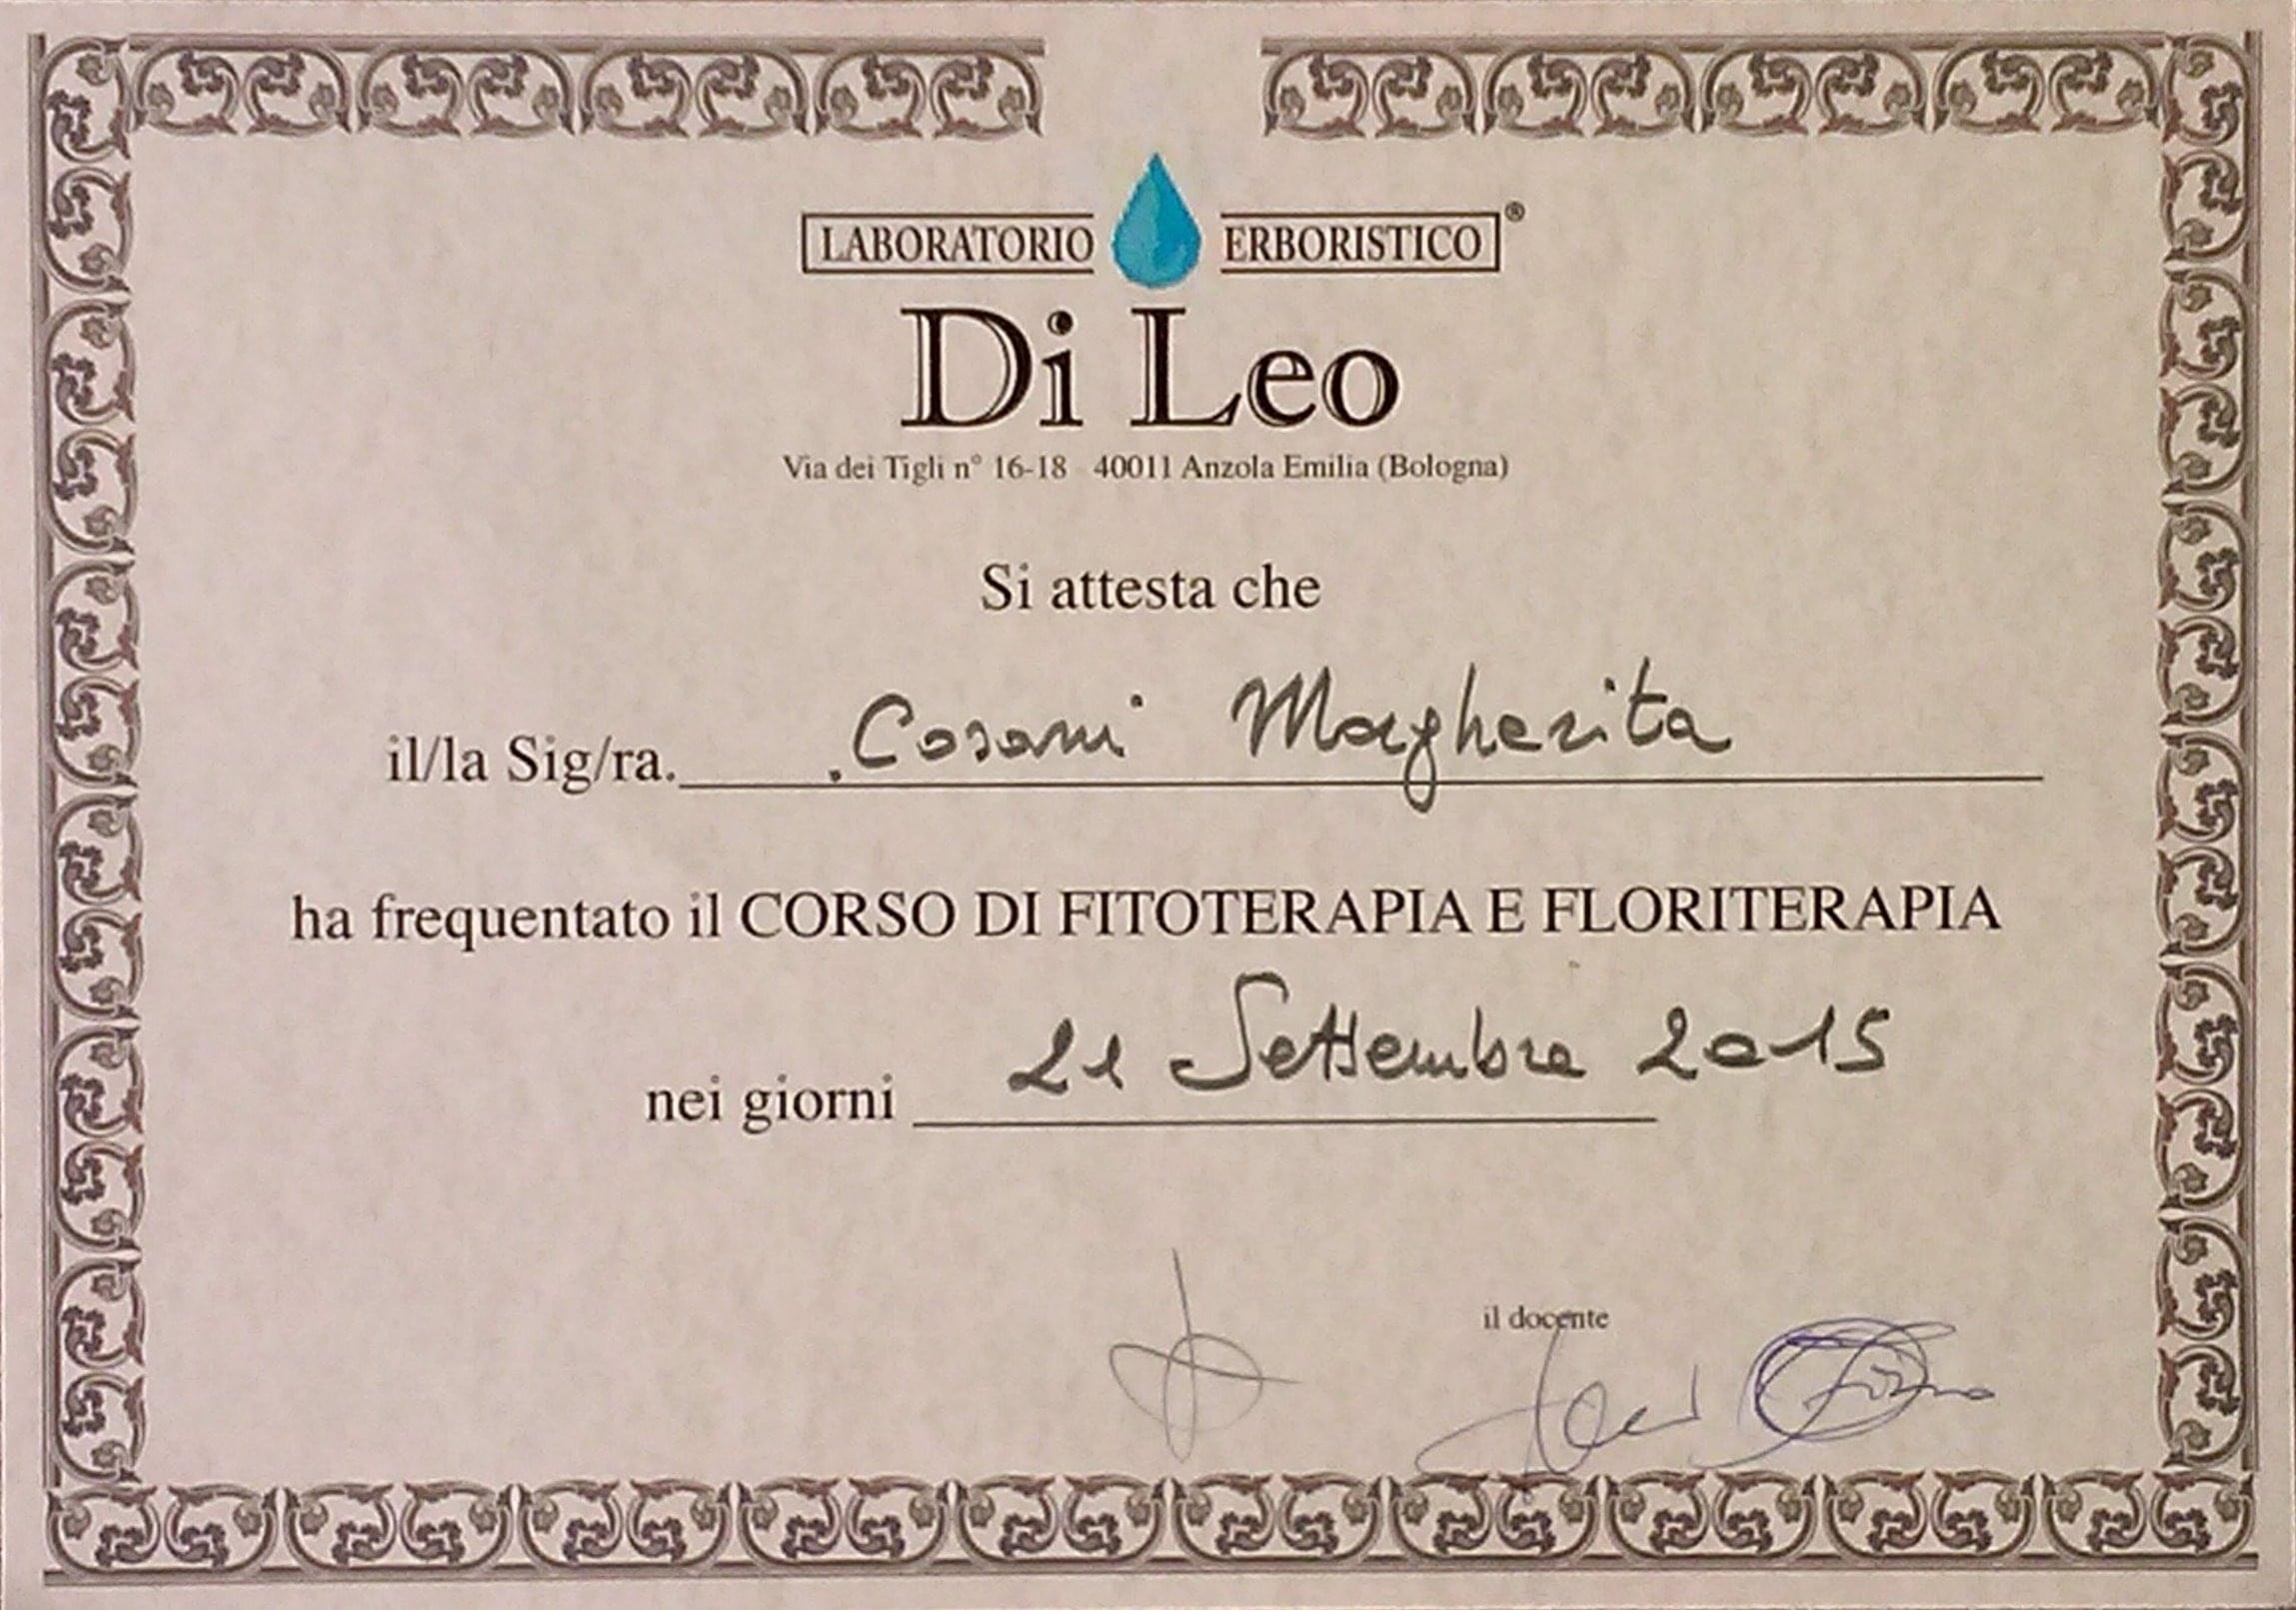 LABORATORIO ERBORISTICO®
Di Leo
Via dei Tigli n° 16-18 40011 Anzola Emilia (Bologna)
Si attesta che
il/la Sig/ra. Cosani Margherita
ha frequentato il CORSO DI FITOTERAPIA E FLORITERAPIA
nei giorni 21 Settembre 2015
il docente